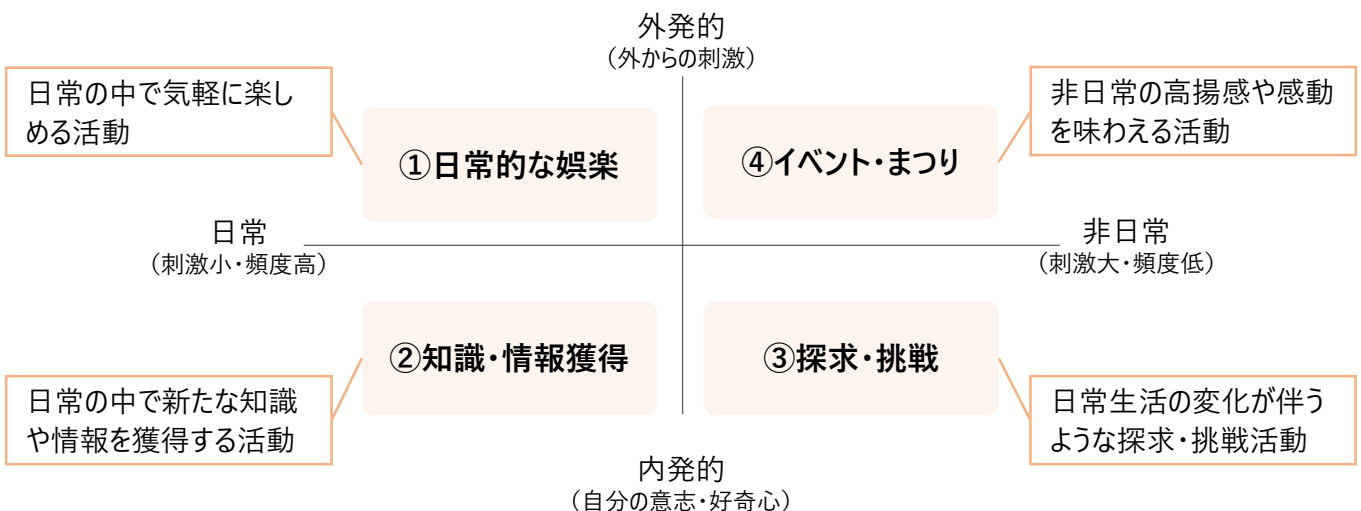 外発的
（外からの刺激）
日常の中で気軽に楽し
める活動
非日常の高揚感や感動
を味わえる活動
①日常的な娯楽
④イベント・まつり
日常
（刺激小・頻度高）
非日常
（刺激大・頻度低）
②知識・情報獲得
③探求・挑戦
日常の中で新たな知識
や情報を獲得する活動
日常生活の変化が伴う
ような探求・挑戦活動
内発的
（自分の意志・好奇心）